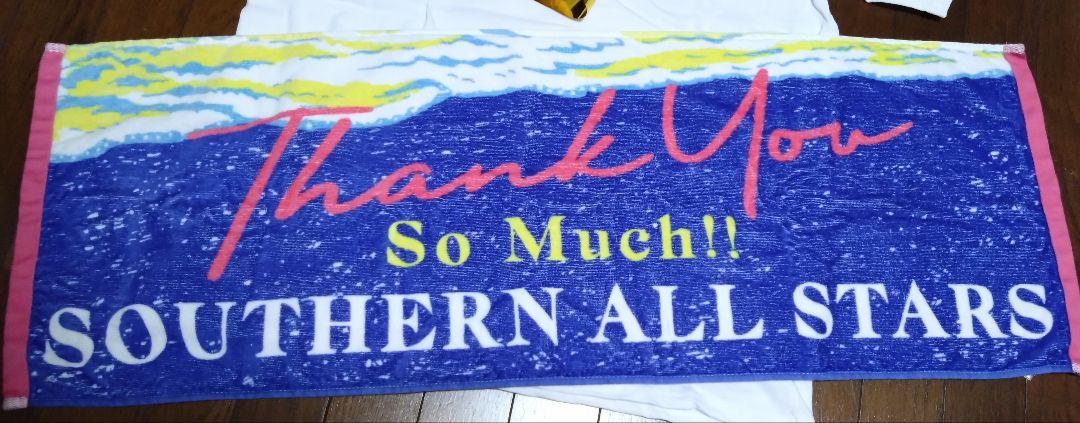 Thank You
So Much!!
SOUTHERN ALL STARS